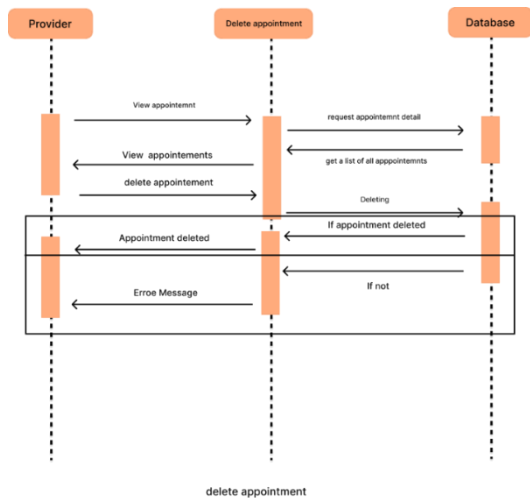 Provider
Delete appointment
Database
View appointemnt
request appointemnt detail
View appointements
get a list of all apppointemnts
delete appointement
Deleting
If appointment deleted
Appointment deleted
If not
Erroe Message
delete appointment